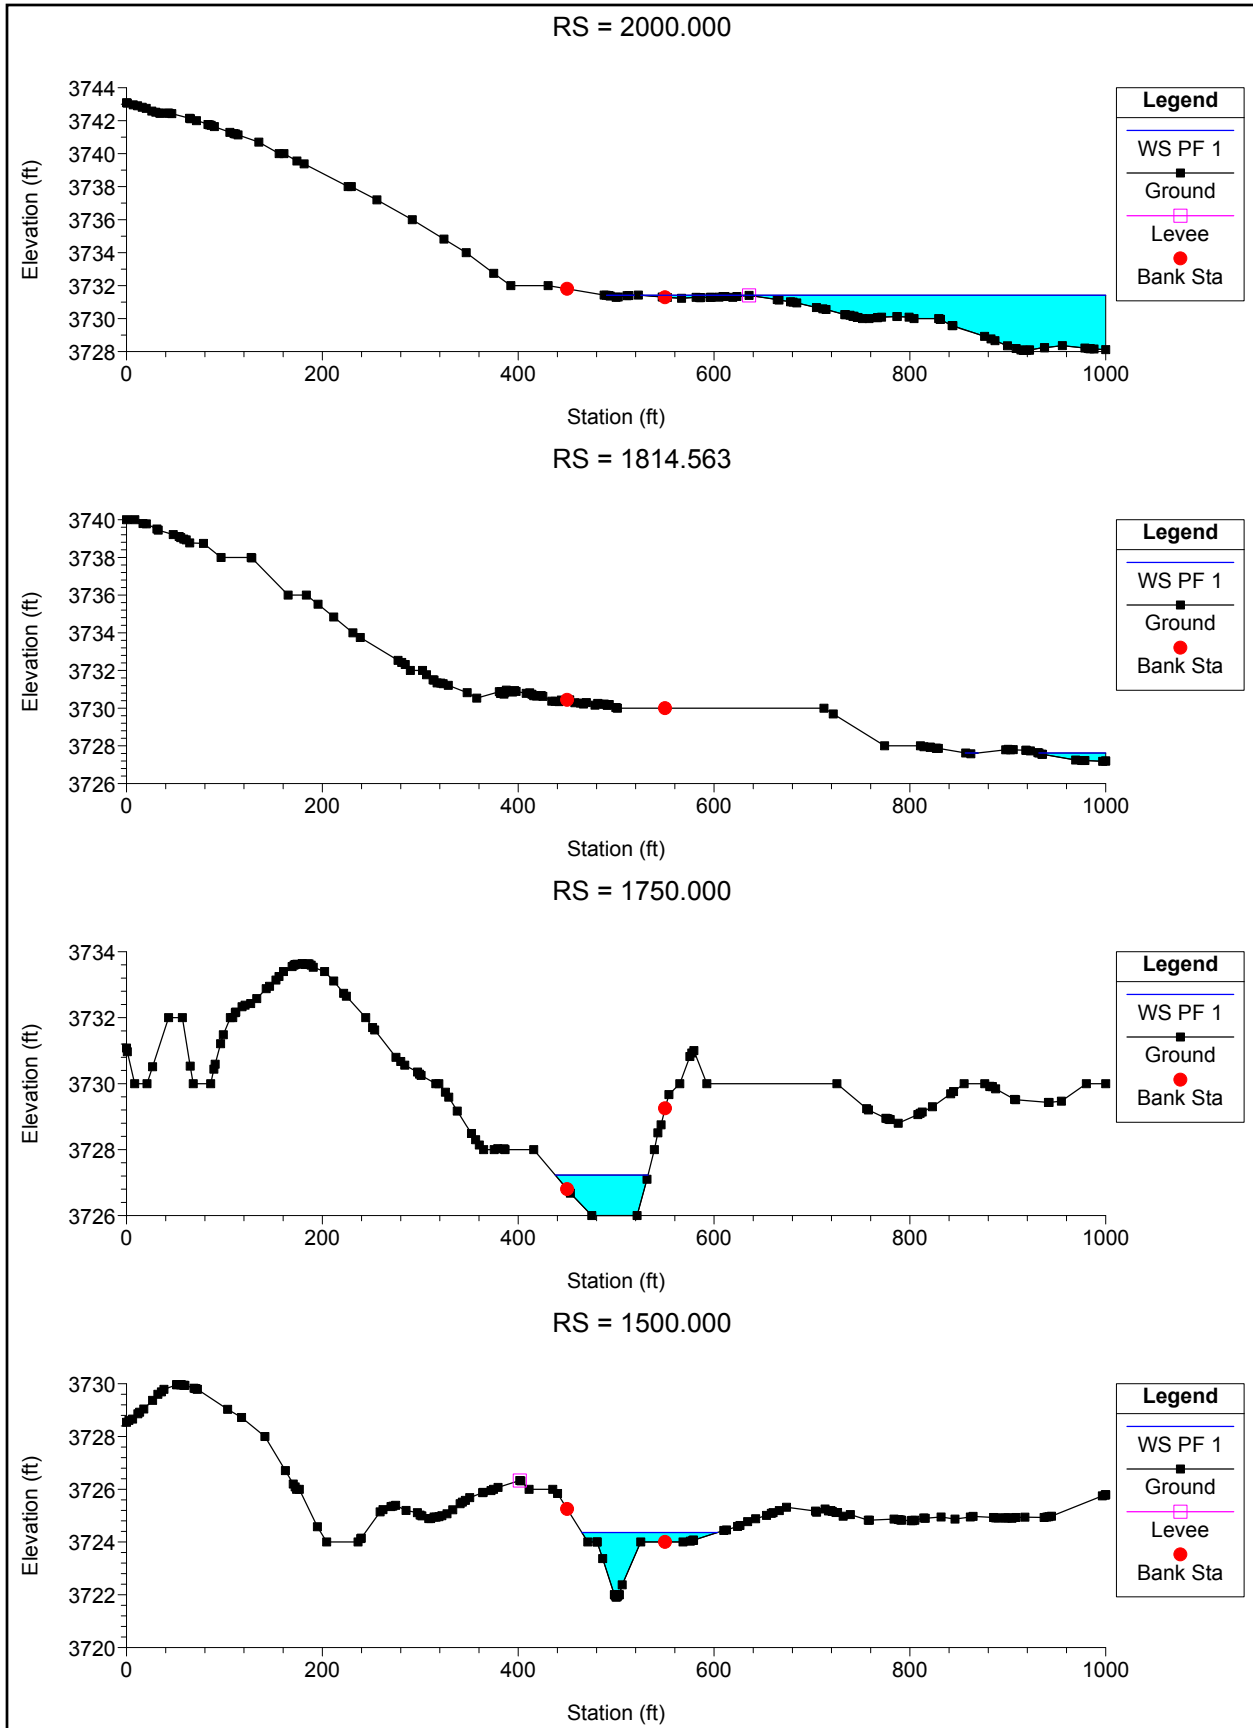 RS = 2000.000
3744
3742
3740
3738
3736
3734
3732
3730
3728
Elevation (ft)
0
200
400
600
800
1000
Station (ft)
Legend
WS PF 1
Ground
Levee
Bank Sta
RS = 1814.563
3740
3738
3736
3734
3732
3730
3728
3726
Elevation (ft)
0
200
400
600
800
1000
Station (ft)
Legend
WS PF 1
Ground
Bank Sta
RS = 1750.000
3734
3732
3730
3728
3726
Elevation (ft)
0
200
400
600
800
1000
Station (ft)
Legend
WS PF 1
Ground
Bank Sta
RS = 1500.000
3730
3728
3726
3724
3722
3720
Elevation (ft)
0
200
400
600
800
1000
Station (ft)
Legend
WS PF 1
Ground
Levee
Bank Sta